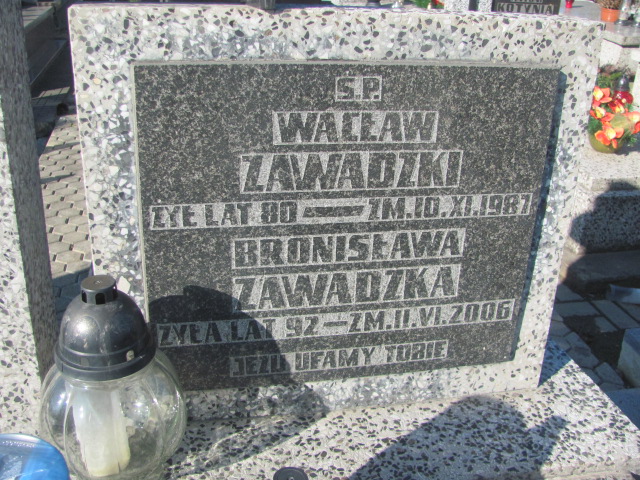 Ś.P.
WACŁAW
ZAWADZKI
ŻYŁ LAT 80 — ZM. 10. XI. 1987
BRONISŁAWA
ZAWADZKA
ŻYŁA LAT 92 — ZM. 11. VI. 2006
JEZU UFAMY TOBIE